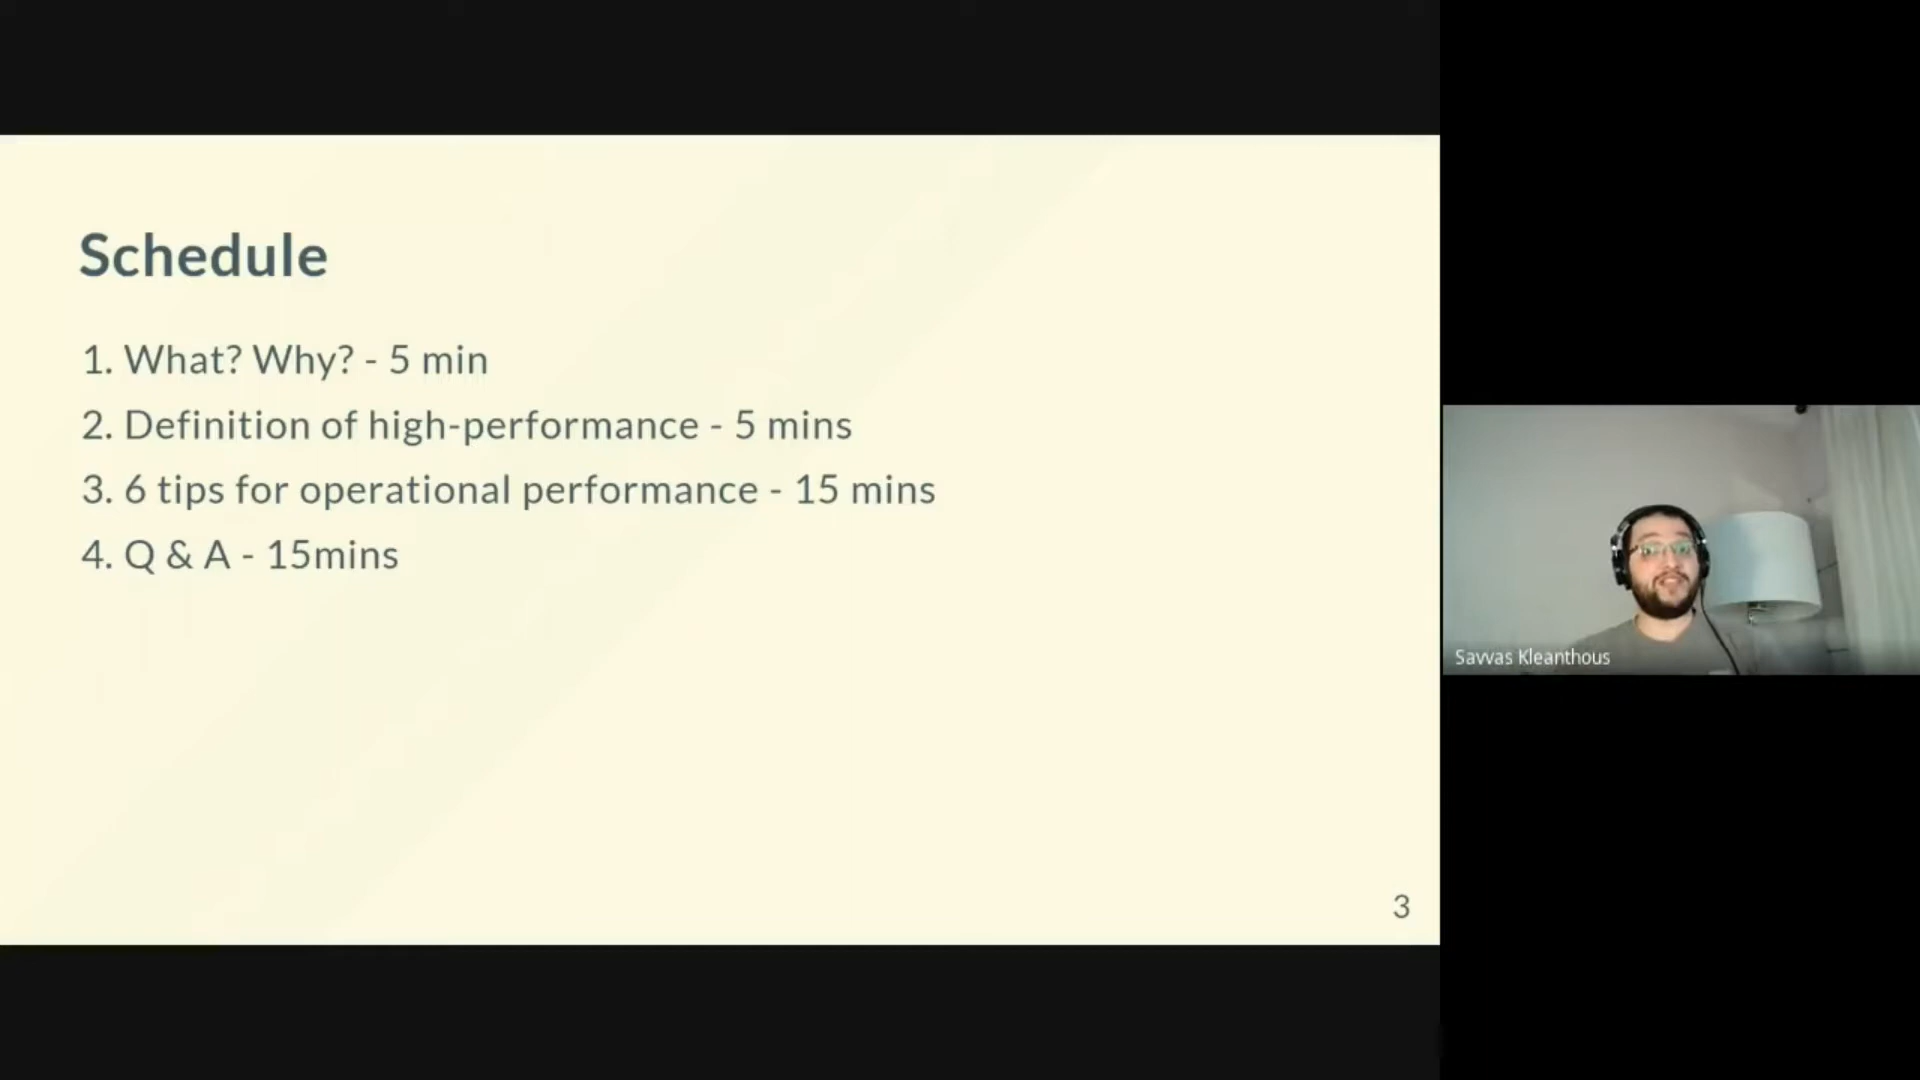 Schedule
1. What? Why? - 5 min
2. Definition of high-performance - 5 mins
3. 6 tips for operational performance - 15 mins
4. Q & A - 15mins
3
Savvas Kleanthous